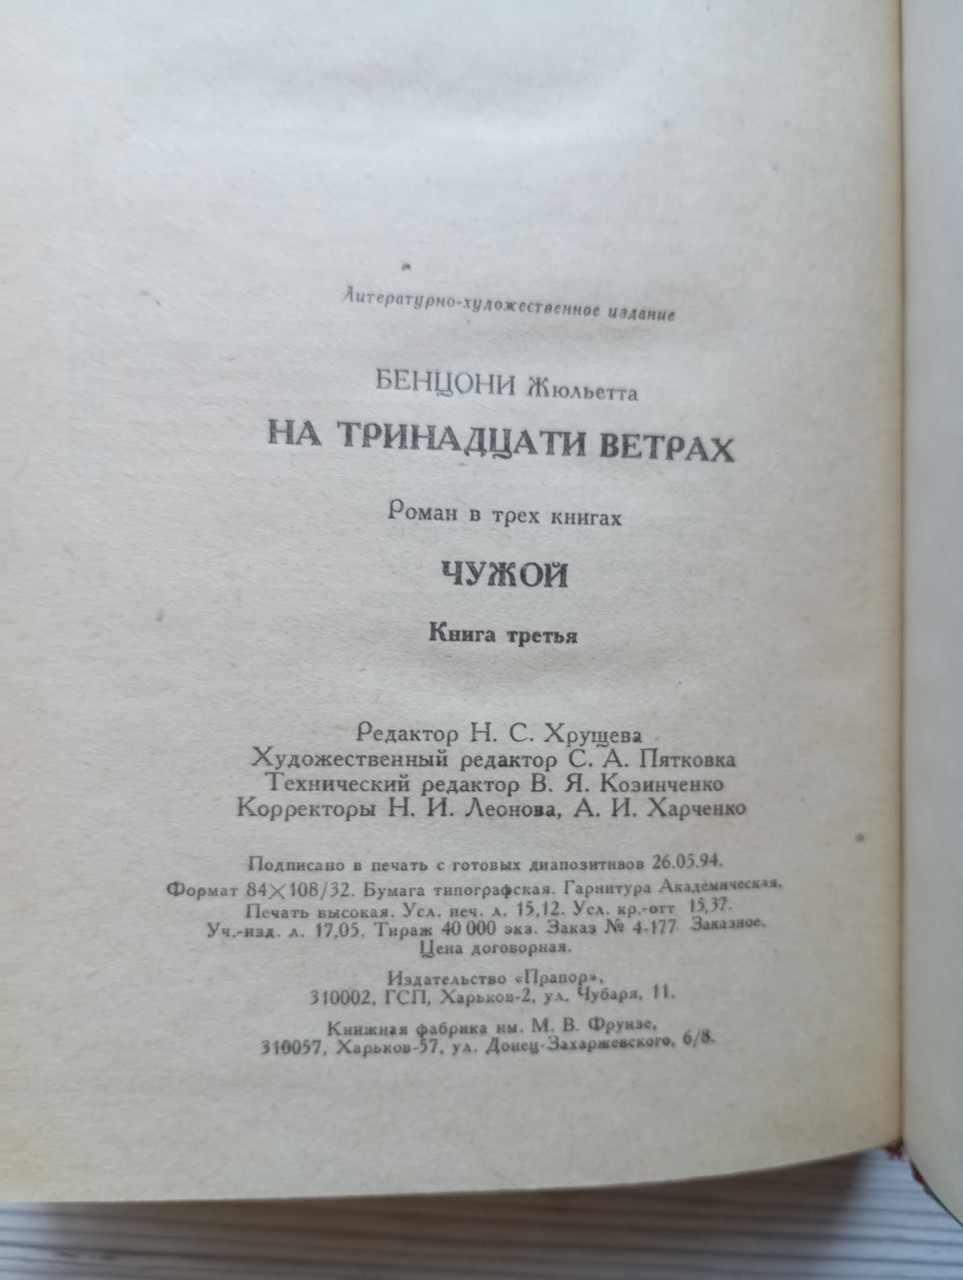 Литературно-художественное издание
БЕНЦОНИ Жюльетта
НА ТРИНАДЦАТИ ВЕТРАХ
Роман в трех книгах
ЧУЖОЙ
Книга третья
Редактор Н. С. Хрущева
Художественный редактор С. А. Пятковка
Технический редактор В. Я. Козинченко
Корректоры Н. И. Леонова, А. И. Харченко
Подписано в печать с готовых диапозитивов 26.05.94.
Формат 84×108/32. Бумага типографская. Гарнитура Академическая.
Печать высокая. Усл. печ. л. 15,12. Усл. кр.-отт 15,37.
Уч.-изд. л. 17,05. Тираж 40 000 экз. Заказ № 4-177. Заказное.
Цена договорная.
Издательство «Прапор»,
310002, ГСП, Харьков-2, ул. Чубаря, 11.
Книжная фабрика им. М. В. Фрунзе,
310057, Харьков-57, ул. Донец-Захаржевского, 6/8.